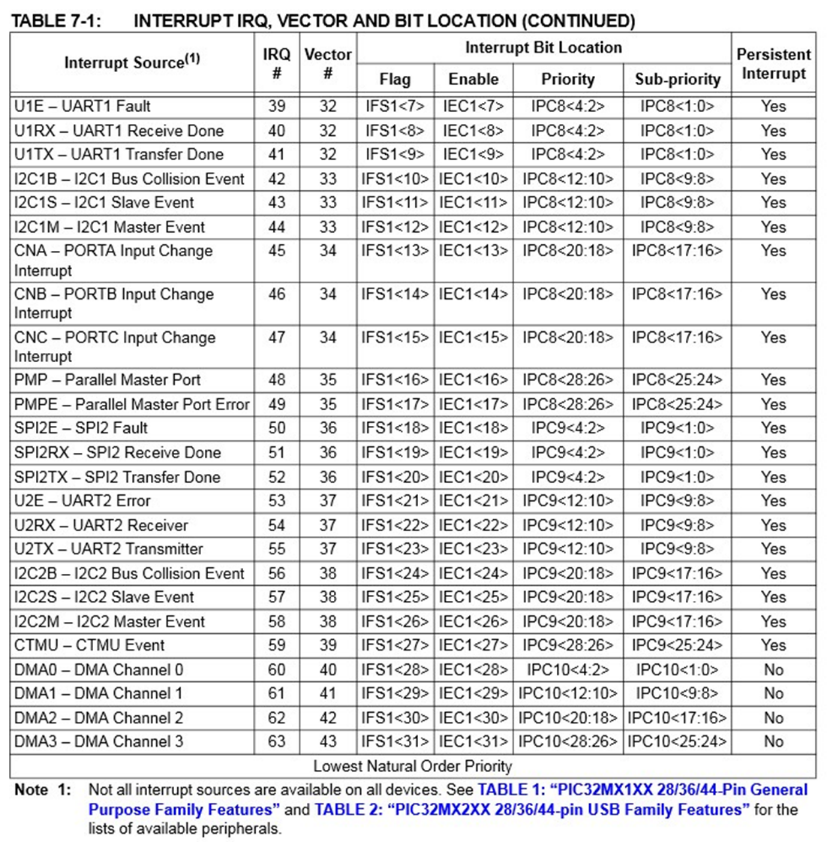 TABLE 7-1: INTERRUPT IRQ, VECTOR AND BIT LOCATION (CONTINUED)
Interrupt Source(1) IRQ # Vector # Interrupt Bit Location Persistent Interrupt
Flag Enable Priority Sub-priority
U1E – UART1 Fault 39 32 IFS1<7> IEC1<7> IPC8<4:2> IPC8<1:0> Yes
U1RX – UART1 Receive Done 40 32 IFS1<8> IEC1<8> IPC8<4:2> IPC8<1:0> Yes
U1TX – UART1 Transfer Done 41 32 IFS1<9> IEC1<9> IPC8<4:2> IPC8<1:0> Yes
I2C1B – I2C1 Bus Collision Event 42 33 IFS1<10> IEC1<10> IPC8<12:10> IPC8<9:8> Yes
I2C1S – I2C1 Slave Event 43 33 IFS1<11> IEC1<11> IPC8<12:10> IPC8<9:8> Yes
I2C1M – I2C1 Master Event 44 33 IFS1<12> IEC1<12> IPC8<12:10> IPC8<9:8> Yes
CNA – PORTA Input Change 45 34 IFS1<13> IEC1<13> IPC8<20:18> IPC8<17:16> Yes
Interrupt
CNB – PORTB Input Change 46 34 IFS1<14> IEC1<14> IPC8<20:18> IPC8<17:16> Yes
Interrupt
CNC – PORTC Input Change 47 34 IFS1<15> IEC1<15> IPC8<20:18> IPC8<17:16> Yes
Interrupt
PMP – Parallel Master Port 48 35 IFS1<16> IEC1<16> IPC8<28:26> IPC8<25:24> Yes
PMPE – Parallel Master Port Error 49 35 IFS1<17> IEC1<17> IPC8<28:26> IPC8<25:24> Yes
SPI2E – SPI2 Fault 50 36 IFS1<18> IEC1<18> IPC9<4:2> IPC9<1:0> Yes
SPI2RX – SPI2 Receive Done 51 36 IFS1<19> IEC1<19> IPC9<4:2> IPC9<1:0> Yes
SPI2TX – SPI2 Transfer Done 52 36 IFS1<20> IEC1<20> IPC9<4:2> IPC9<1:0> Yes
U2E – UART2 Error 53 37 IFS1<21> IEC1<21> IPC9<12:10> IPC9<9:8> Yes
U2RX – UART2 Receiver 54 37 IFS1<22> IEC1<22> IPC9<12:10> IPC9<9:8> Yes
U2TX – UART2 Transmitter 55 37 IFS1<23> IEC1<23> IPC9<12:10> IPC9<9:8> Yes
I2C2B – I2C2 Bus Collision Event 56 38 IFS1<24> IEC1<24> IPC9<20:18> IPC9<17:16> Yes
I2C2S – I2C2 Slave Event 57 38 IFS1<25> IEC1<25> IPC9<20:18> IPC9<17:16> Yes
I2C2M – I2C2 Master Event 58 38 IFS1<26> IEC1<26> IPC9<20:18> IPC9<17:16> Yes
CTMU – CTMU Event 59 39 IFS1<27> IEC1<27> IPC9<28:26> IPC9<25:24> Yes
DMA0 – DMA Channel 0 60 40 IFS1<28> IEC1<28> IPC10<4:2> IPC10<1:0> No
DMA1 – DMA Channel 1 61 41 IFS1<29> IEC1<29> IPC10<12:10> IPC10<9:8> No
DMA2 – DMA Channel 2 62 42 IFS1<30> IEC1<30> IPC10<20:18> IPC10<17:16> No
DMA3 – DMA Channel 3 63 43 IFS1<31> IEC1<31> IPC10<28:26> IPC10<25:24> No
Lowest Natural Order Priority
Note 1: Not all interrupt sources are available on all devices. See TABLE 1: “PIC32MX1XX 28/36/44-Pin General
Purpose Family Features” and TABLE 2: “PIC32MX2XX 28/36/44-pin USB Family Features” for the
lists of available peripherals.